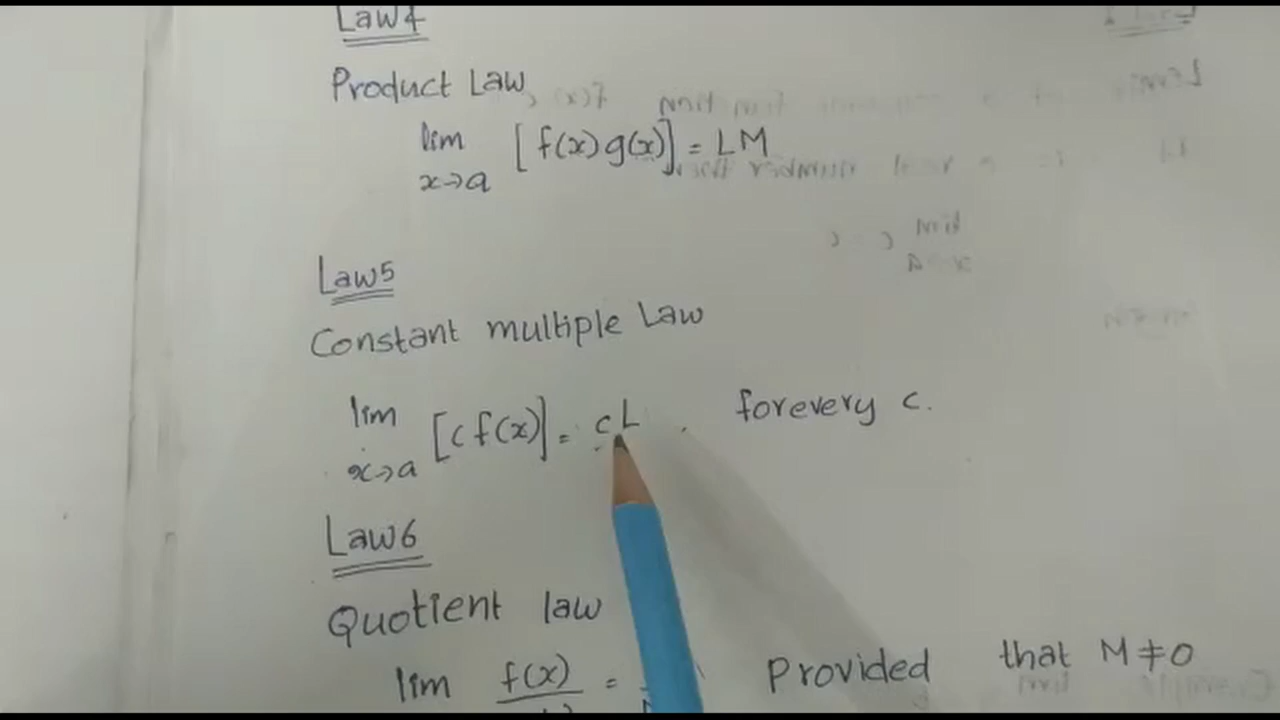 Law4
Product Law
lim
x→a
[f(x)g(x)] = LM
Law5
Constant multiple Law
lim
x→a
[c f(x)] = cL . forevery c.
Law6
Quotient law
lim f(x) = Provided that M≠0